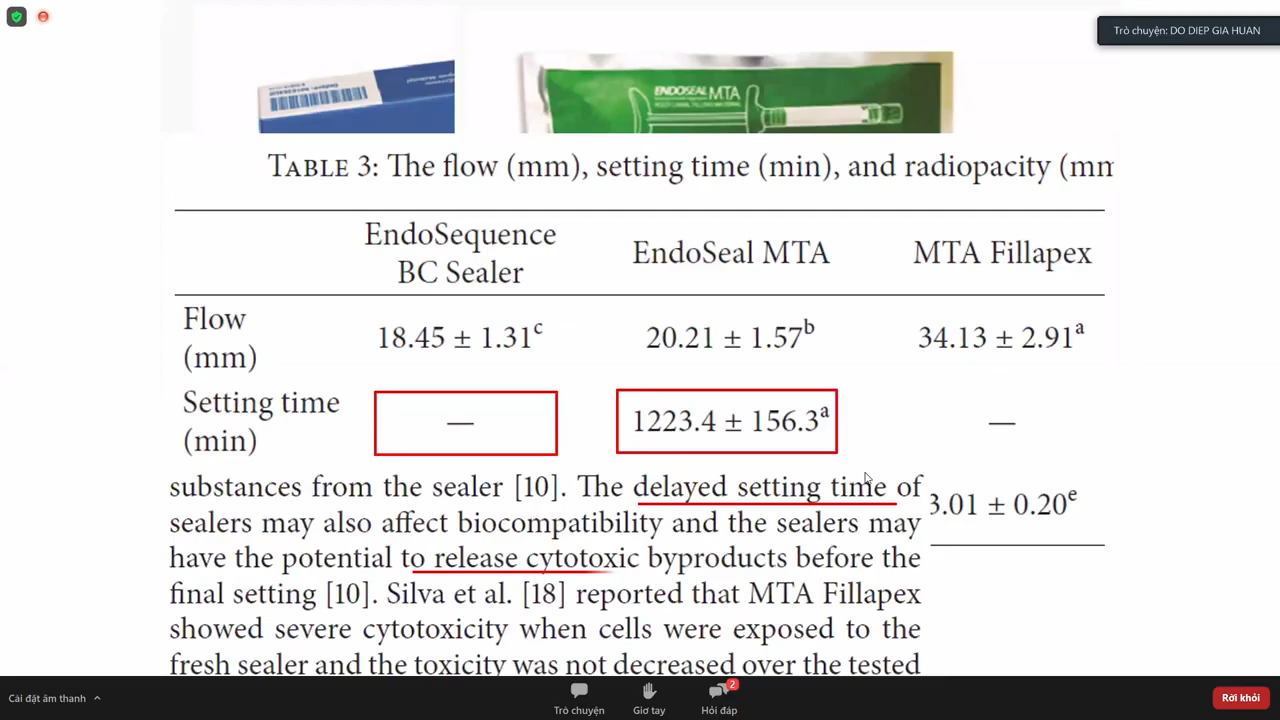 Trò chuyện: DO DIEP GIA HUAN
ENDOSEAL MTA
TABLE 3: The flow (mm), setting time (min), and radiopacity (mm
EndoSequence
BC Sealer
EndoSeal MTA
MTA Fillapex
Flow
(mm)
18.45 ± 1.31c
20.21 ± 1.57b
34.13 ± 2.91a
Setting time
(min)
—
1223.4 ± 156.3a
—
substances from the sealer [10]. The delayed setting time of
sealers may also affect biocompatibility and the sealers may
have the potential to release cytotoxic byproducts before the
final setting [10]. Silva et al. [18] reported that MTA Fillapex
showed severe cytotoxicity when cells were exposed to the
fresh sealer and the toxicity was not decreased over the tested
3.01 ± 0.20e
Cài đặt âm thanh
Trò chuyện
Giơ tay
2
Hỏi đáp
Rời khỏi